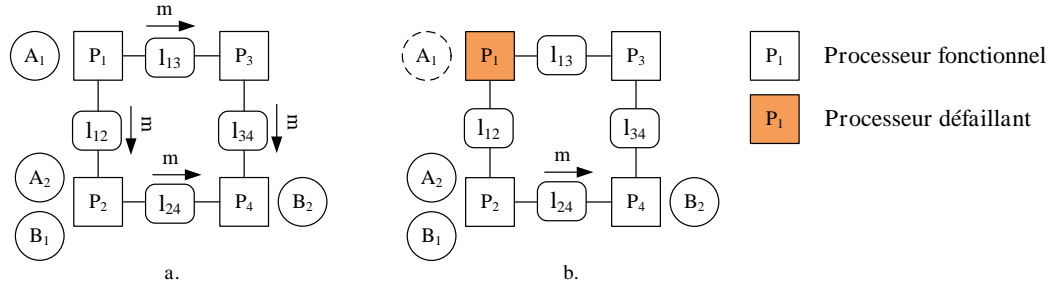 m
A₁
P₁
l₁₃
P₃
l₁₂
m
l₃₄
m
A₂
m
P₂
l₂₄
P₄
B₂
B₁
a.
A₁
P₁
l₁₃
P₃
l₁₂
l₃₄
A₂
m
P₂
l₂₄
P₄
B₂
B₁
b.
P₁ Processeur fonctionnel
P₁ Processeur défaillant